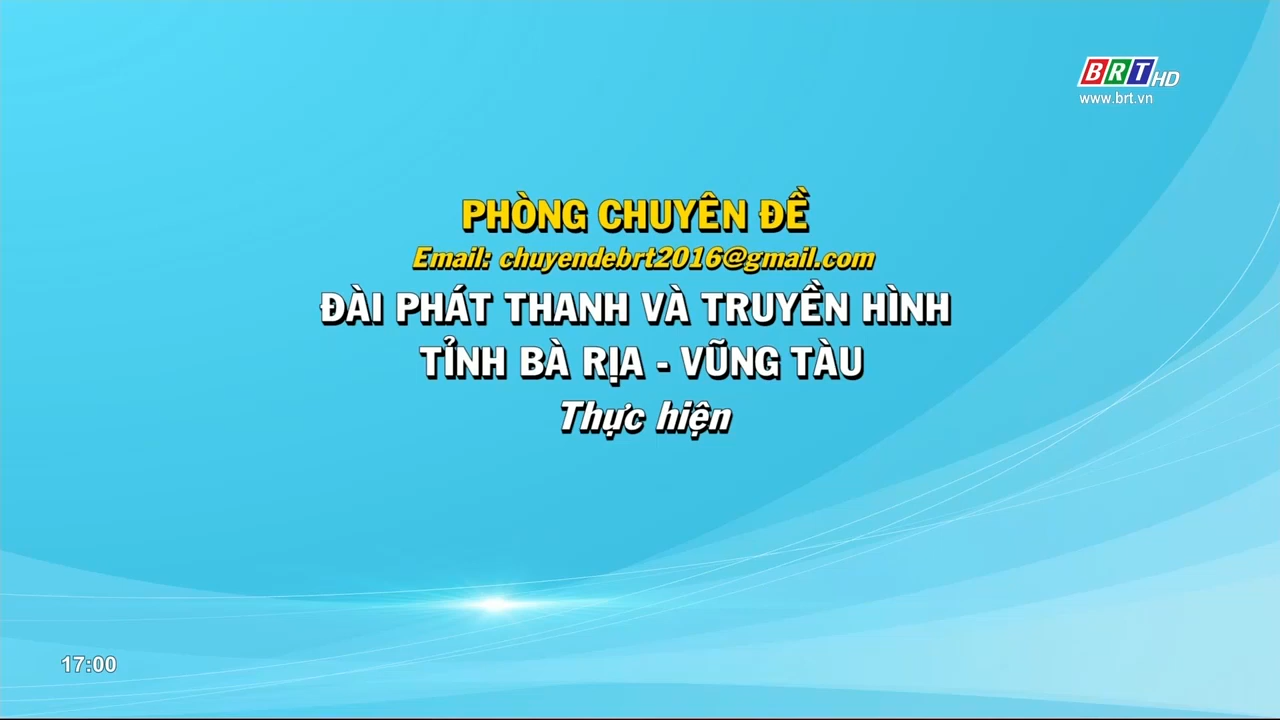 BRT HD
www.brt.vn
PHÒNG CHUYÊN ĐỀ
Email: chuyendebrt2016@gmail.com
ĐÀI PHÁT THANH VÀ TRUYỀN HÌNH
TỈNH BÀ RỊA - VŨNG TÀU
Thực hiện
17:00